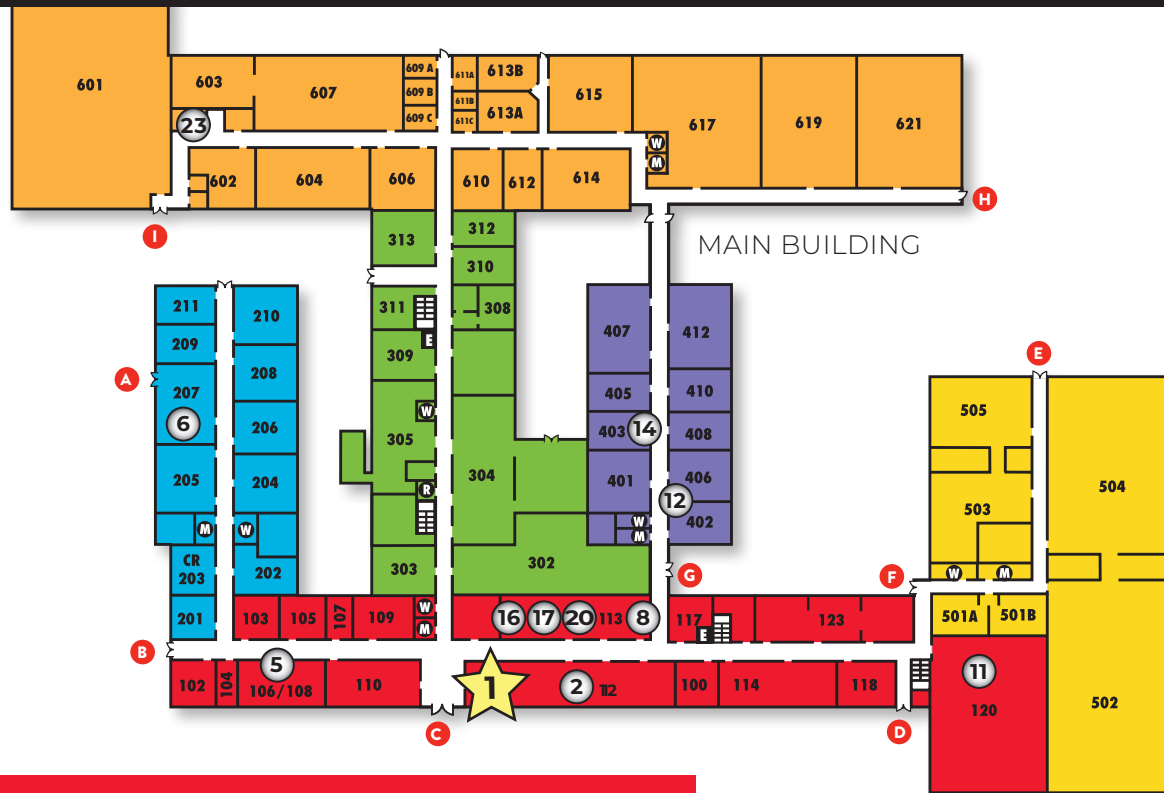 609 A
611A
613B
601
603
607
609 B
611B
615
609 C
611C
613A
617
619
621
23
W
M
602
604
606
610
612
614
H
I
313
312
MAIN BUILDING
310
211
210
311
308
407
412
209
E
309
E
A
207
208
405
410
6
W
206
305
403
14
408
505
205
204
R
304
401
406
504
12
503
M
W
W
402
M
CR
203
202
303
302
G
F
W
M
201
103
105
107
109
W
M
16
17
20
113
8
117
E
123
501A
501B
B
5
11
102
104
106/108
110
1
2
112
100
114
118
120
502
C
D